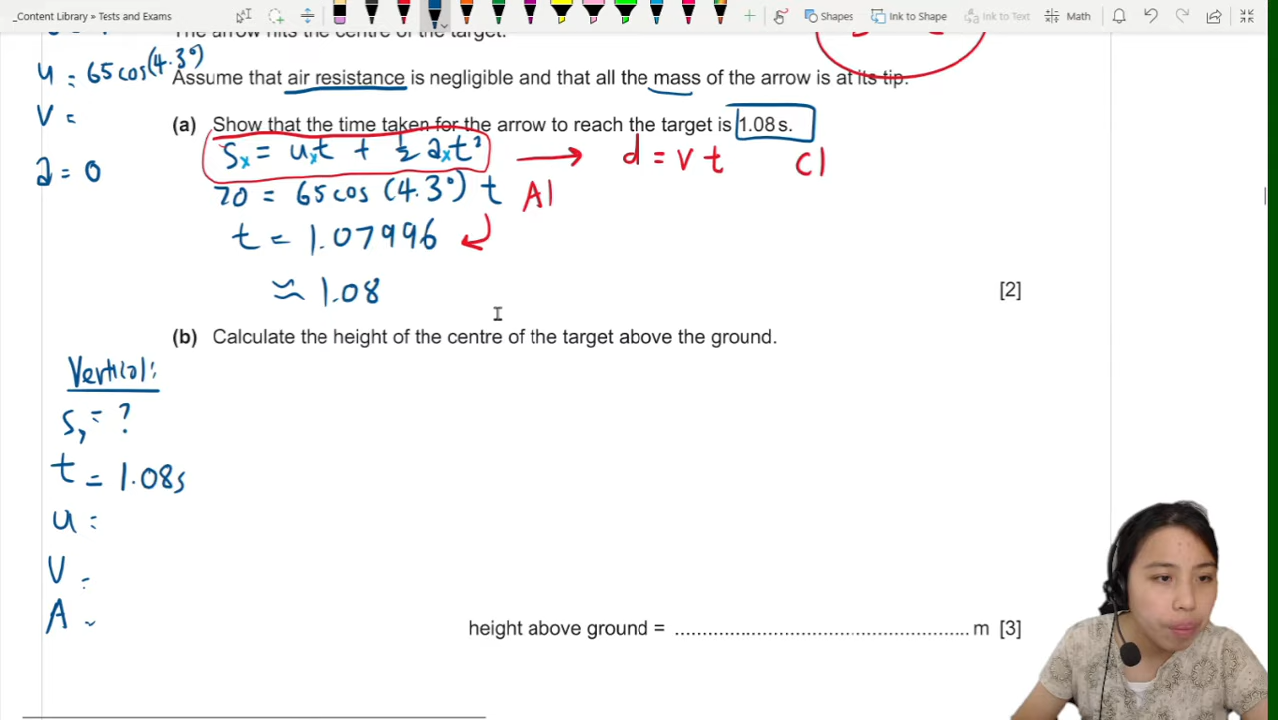 _Content Library » Tests and Exams
Shapes
Ink to Shape
Ink to Text
Math
The arrow hits the centre of the target.
u = 65 cos(4.3°)
Assume that air resistance is negligible and that all the mass of the arrow is at its tip.
v =
(a) Show that the time taken for the arrow to reach the target is 1.08 s.
Sx = uxt + ½ axt² → d = v t C1
a = 0
70 = 65 cos (4.3°) t A1
t = 1.07996
≈ 1.08
[2]
(b) Calculate the height of the centre of the target above the ground.
Vertical:
Sy = ?
t = 1.08s
u =
V =
A =
height above ground = ........................................................ m [3]